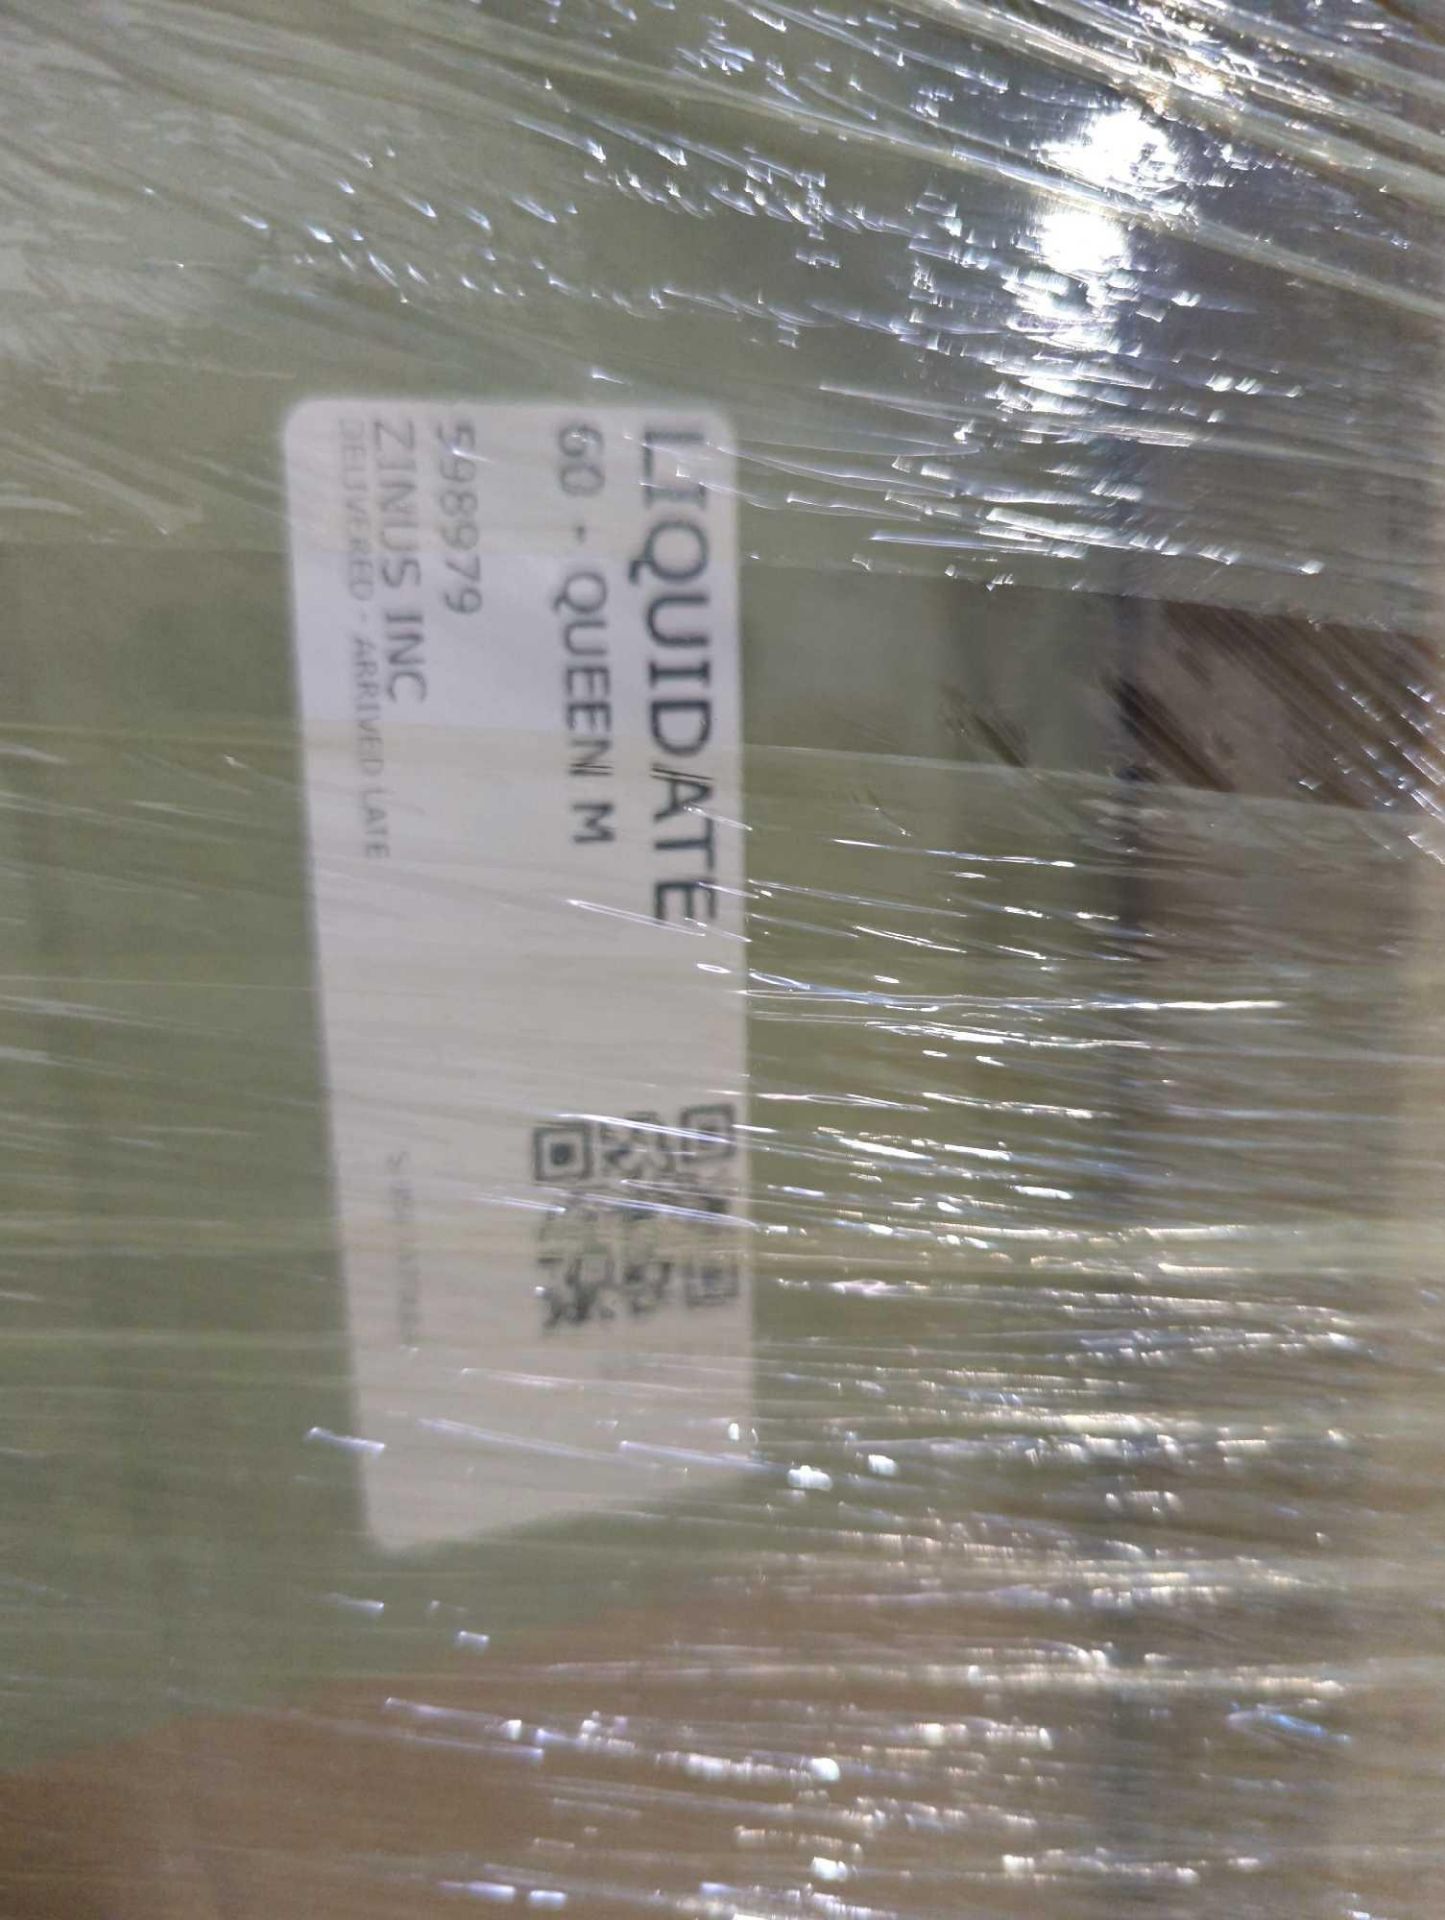 LIQUIDATE
60 - QUEEN M
598979
ZINUS INC
DELIVERED - ARRIVED LATE